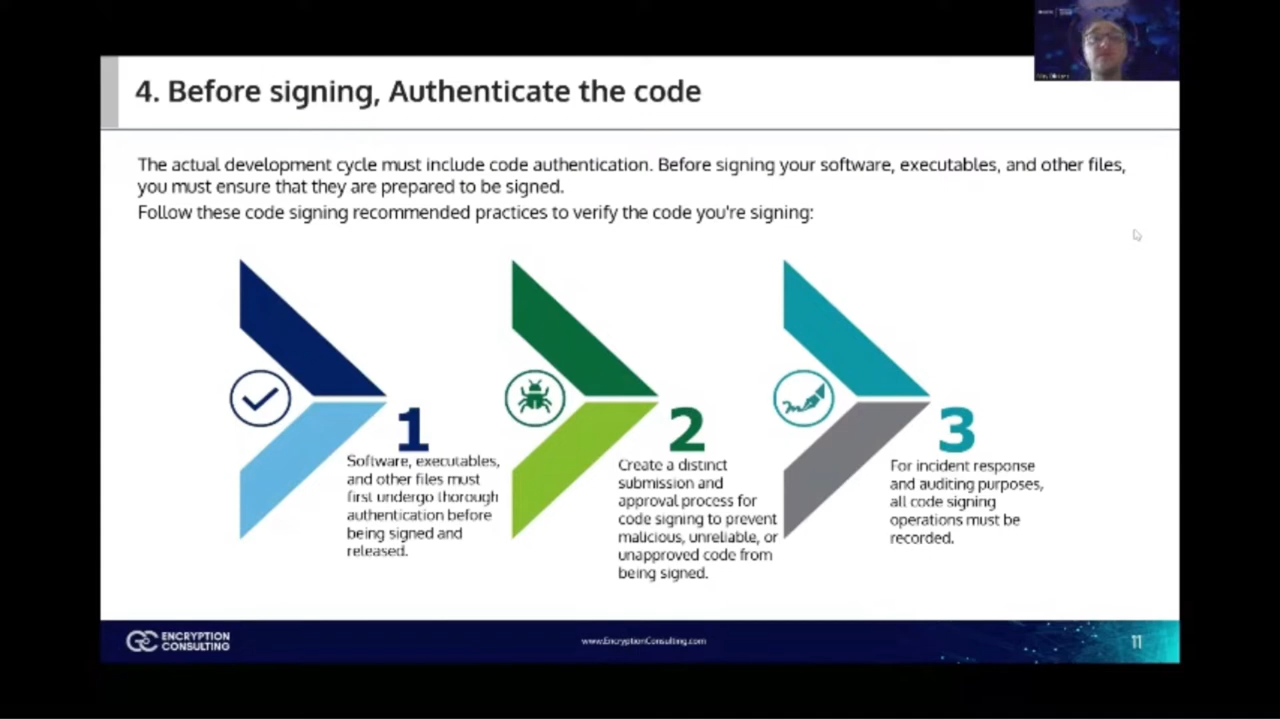 4. Before signing, Authenticate the code
The actual development cycle must include code authentication. Before signing your software, executables, and other files,
you must ensure that they are prepared to be signed.
Follow these code signing recommended practices to verify the code you're signing:
1
Software, executables,
and other files must
first undergo thorough
authentication before
being signed and
released.
2
Create a distinct
submission and
approval process for
code signing to prevent
malicious, unreliable, or
unapproved code from
being signed.
3
For incident response
and auditing purposes,
all code signing
operations must be
recorded.
ENCRYPTION
CONSULTING
www.EncryptionConsulting.com
11